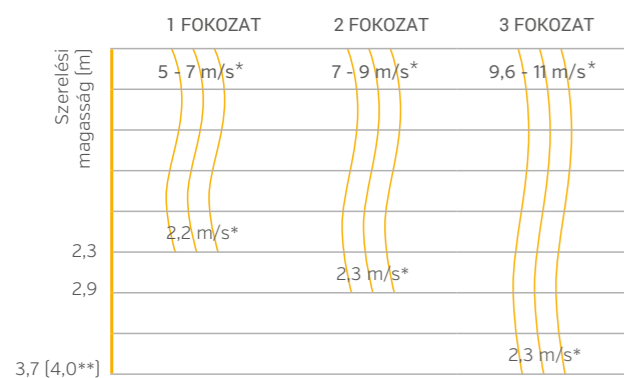 1 FOKOZAT 2 FOKOZAT 3 FOKOZAT
Szerelési
magasság [m]
5 - 7 m/s* 7 - 9 m/s* 9,6 - 11 m/s*
2,2 m/s*
2,3
2,3 m/s*
2,9
2,3 m/s*
3,7 (4,0**)